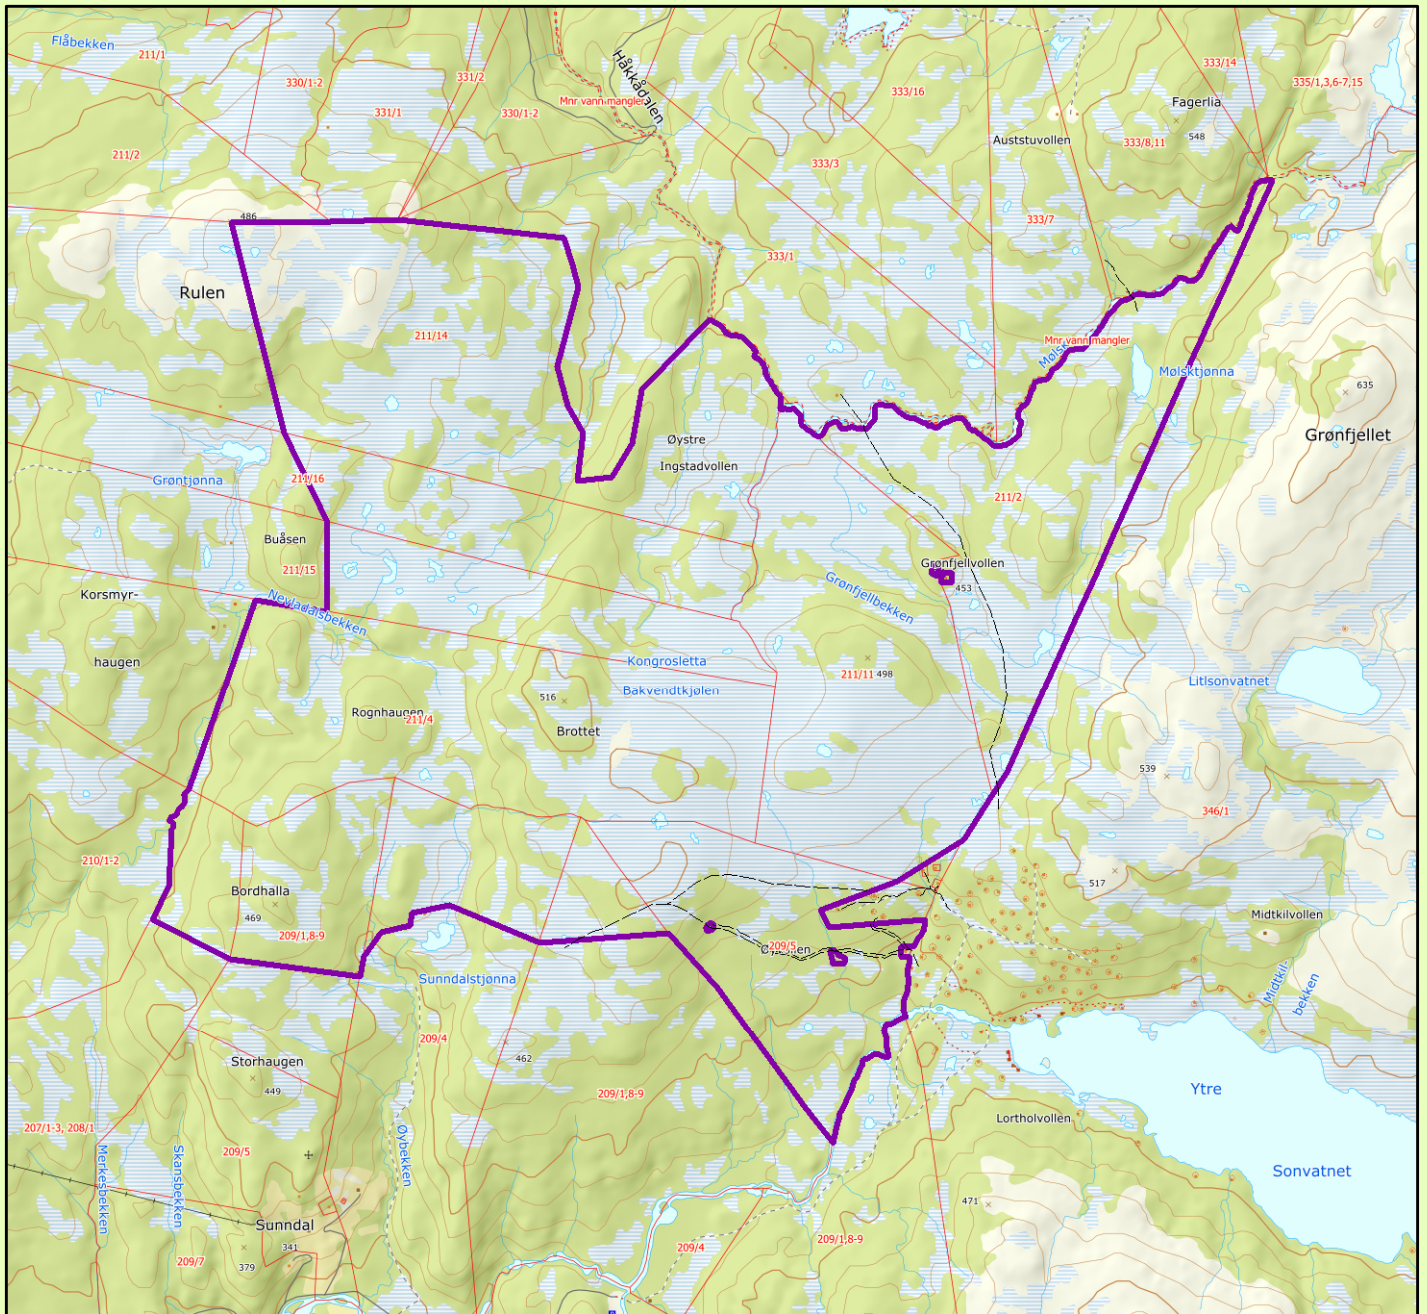 Flåbekken
211/1
330/1-2
331/2
331/1
330/1-2
Mnr vann mangler
Håkkådalen
333/16
333/14
335/1,3,6-7,15
Fagerlia
548
Auststuvollen
333/8,11
333/3
211/2
486
333/7
333/1
Rulen
211/14
Mnr vann mangler
Mølsktjønna
635
Grønfjellet
Øystre
Ingstadvollen
Grøntjønna
211/16
211/2
Buåsen
211/15
Grønfjellvollen
453
Grønfjellbekken
Korsmyr-
haugen
Nevladalsbekken
Kongrosletta
211/11
498
Bakvendtkjølen
Litlsonvatnet
516
Brottet
Rognhaugen
211/4
539
346/1
210/1-2
Bordhalla
469
517
209/1,8-9
Midtkilvollen
209/5
Sunndalstjønna
Midtkil-
bekken
209/4
462
Storhaugen
449
209/1,8-9
Ytre
Lortholvollen
207/1-3, 208/1
209/5
Merkesbekken
Skansbekken
Øybekken
Sonvatnet
471
Sunndal
341
379
209/7
209/4
209/1,8-9